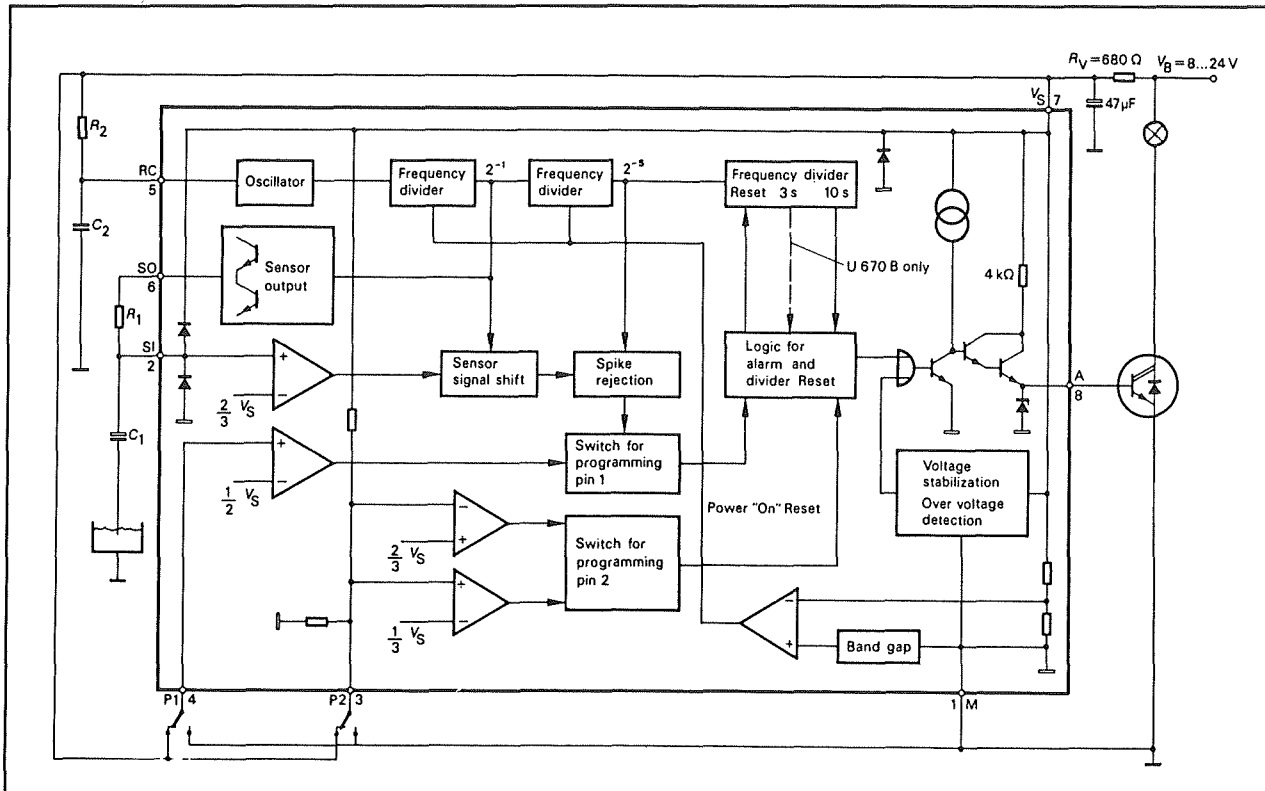 R_V = 680 Ω
V_B = 8...24 V
V_S 7
47 µF
R_2
RC
5
Oscillator
Frequency
divider
2^-1
Frequency
divider
2^-s
Frequency divider
Reset 3 s 10 s
C_2
SO
6
Sensor
output
U 670 B only
4 kΩ
R_1
SI
2
+
−
2/3 V_S
Sensor
signal shift
Spike
rejection
Logic for
alarm and
divider Reset
A
8
C_1
+
−
1/2 V_S
Switch for
programming
pin 1
Voltage
stabilization
Over voltage
detection
Power "On" Reset
−
+
2/3 V_S
Switch for
programming
pin 2
+
−
1/3 V_S
−
+
Band gap
P1 4
P2 3
1 M